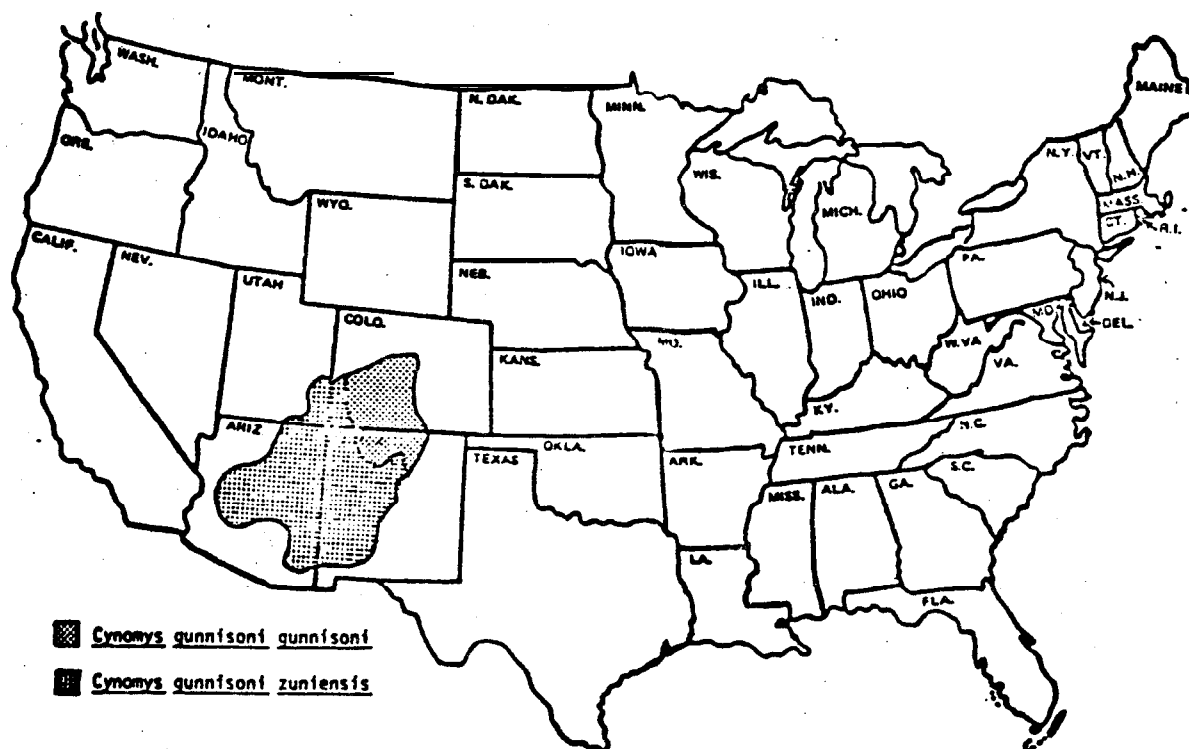 WASH.
MONT.
N. DAK.
MINN.
MAINE
IDAHO
ORE.
N.Y.
VT.
N.H.
WIS.
S. DAK.
MICH.
MASS.
WYO.
CT.
R.I.
CALIF.
NEV.
IOWA
PA.
UTAH
NEB.
ILL.
IND.
OHIO
N.J.
COLO.
M.D.
DEL.
MO.
W.VA
KANS.
VA.
KY.
ARIZ
N.C.
OKLA.
TENN.
TEXAS
ARK.
S.C.
MISS.
ALA.
GA.
LA.
FLA.
Cynomys gunnisoni gunnisoni
Cynomys gunnisoni zuniensis